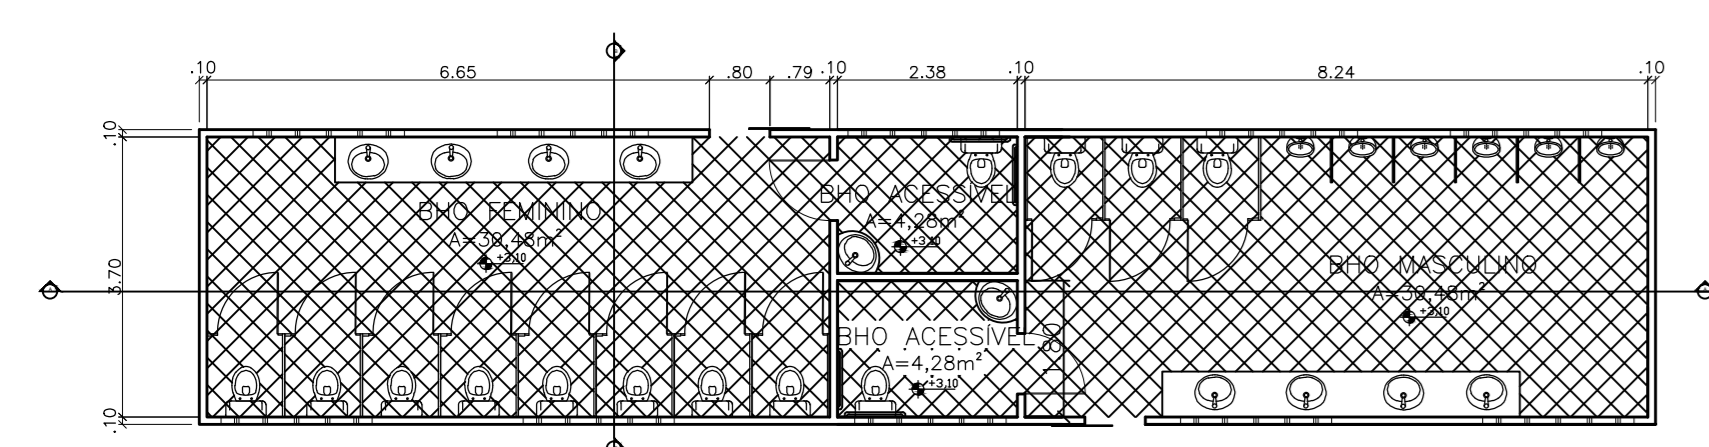 .10 6.65 .80 .79 .10 2.38 .10 8.24 .10
.10
3.70
.10
BHO FEMININO
A=30,48m²
+3,10
BHO ACESSÍVEL
A=4,28m²
+3,10
BHO ACESSÍVEL
A=4,28m²
+3,10
1.80
BHO MASCULINO
A=30,48m²
+3,10